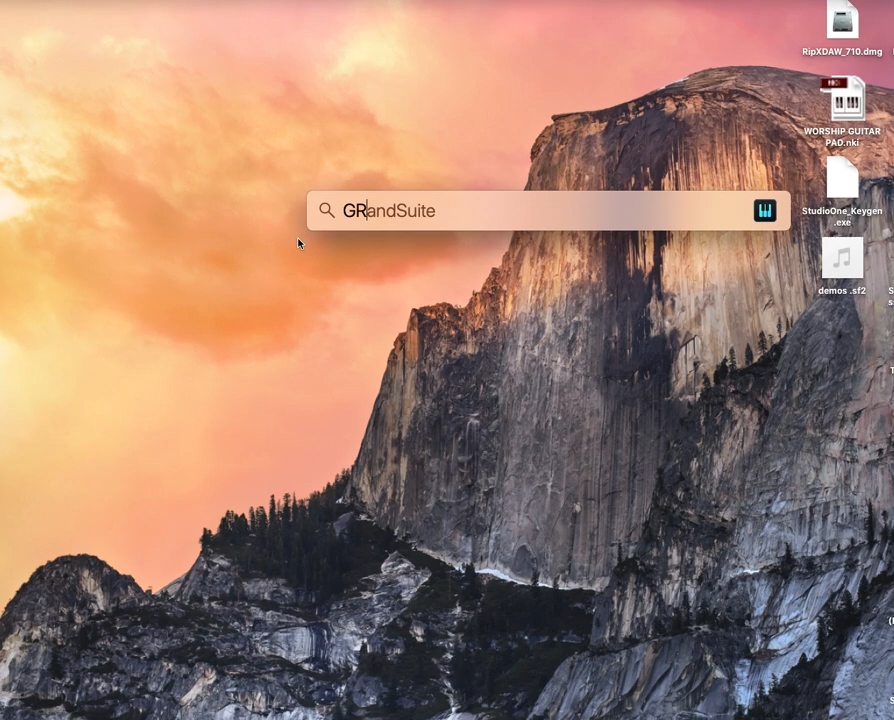 RipXDAW_710.dmg
WORSHIP GUITAR
PAD.nki
GRandSuite
StudioOne_Keygen
.exe
demos .sf2